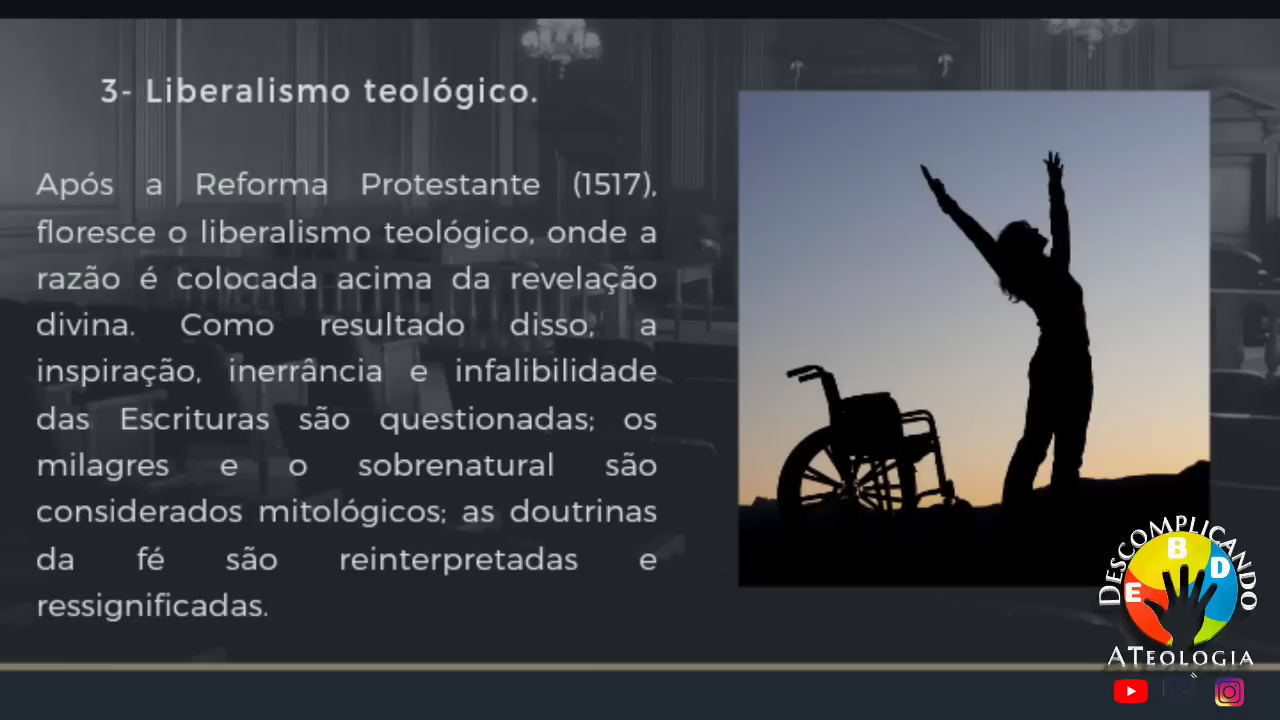 3- Liberalismo teológico.
Após a Reforma Protestante (1517),
floresce o liberalismo teológico, onde a
razão é colocada acima da revelação
divina. Como resultado disso, a
inspiração, inerrância e infalibilidade
das Escrituras são questionadas; os
milagres e o sobrenatural são
considerados mitológicos; as doutrinas
da fé são reinterpretadas e
ressignificadas.
DESCOMPLICANDO
E B D
ATEOLOGIA